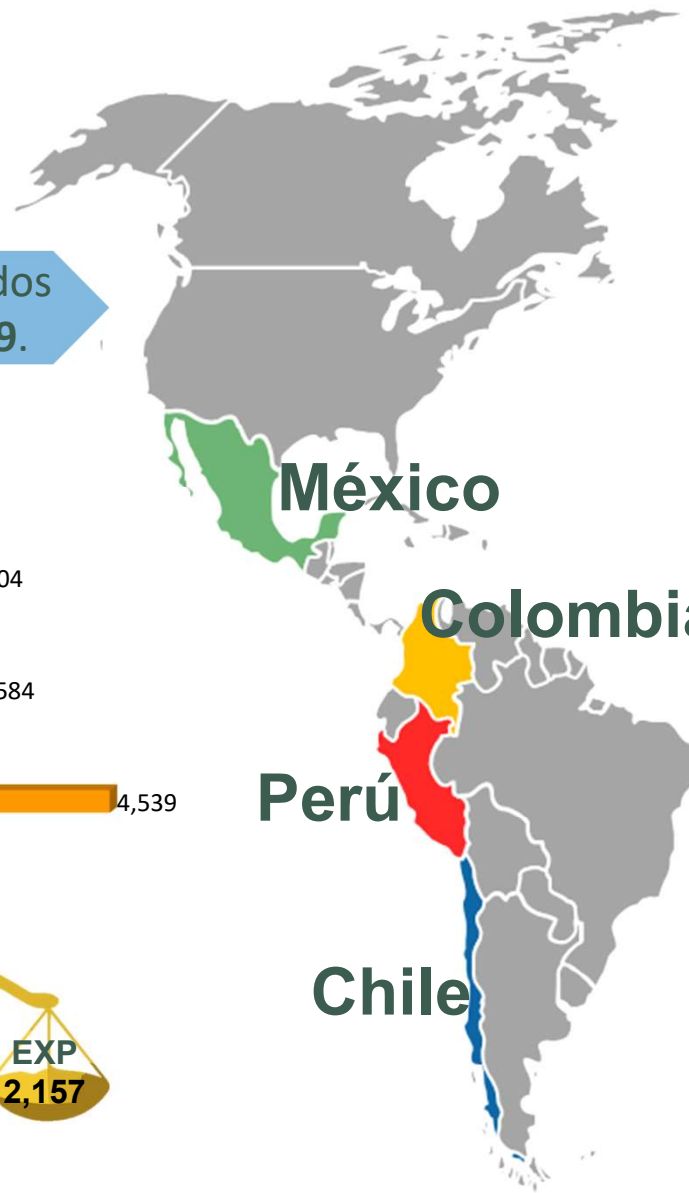 dos
9.
México
04
Colombia
584
4,539
Perú
Chile
EXP
2,157